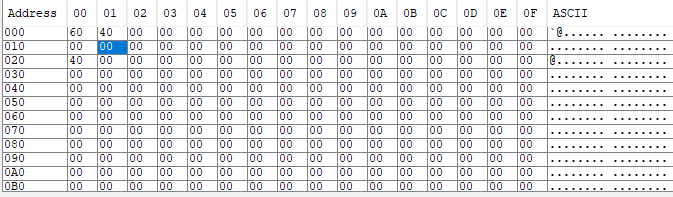 Address 00 01 02 03 04 05 06 07 08 09 0A 0B 0C 0D 0E 0F ASCII
000 60 40 00 00 00 00 00 00 00 00 00 00 00 00 00 00 `@...... ........
010 00 00 00 00 00 00 00 00 00 00 00 00 00 00 00 00 ........ ........
020 40 00 00 00 00 00 00 00 00 00 00 00 00 00 00 00 @....... ........
030 00 00 00 00 00 00 00 00 00 00 00 00 00 00 00 00 ........ ........
040 00 00 00 00 00 00 00 00 00 00 00 00 00 00 00 00 ........ ........
050 00 00 00 00 00 00 00 00 00 00 00 00 00 00 00 00 ........ ........
060 00 00 00 00 00 00 00 00 00 00 00 00 00 00 00 00 ........ ........
070 00 00 00 00 00 00 00 00 00 00 00 00 00 00 00 00 ........ ........
080 00 00 00 00 00 00 00 00 00 00 00 00 00 00 00 00 ........ ........
090 00 00 00 00 00 00 00 00 00 00 00 00 00 00 00 00 ........ ........
0A0 00 00 00 00 00 00 00 00 00 00 00 00 00 00 00 00 ........ ........
0B0 00 00 00 00 00 00 00 00 00 00 00 00 00 00 00 00 ........ ........